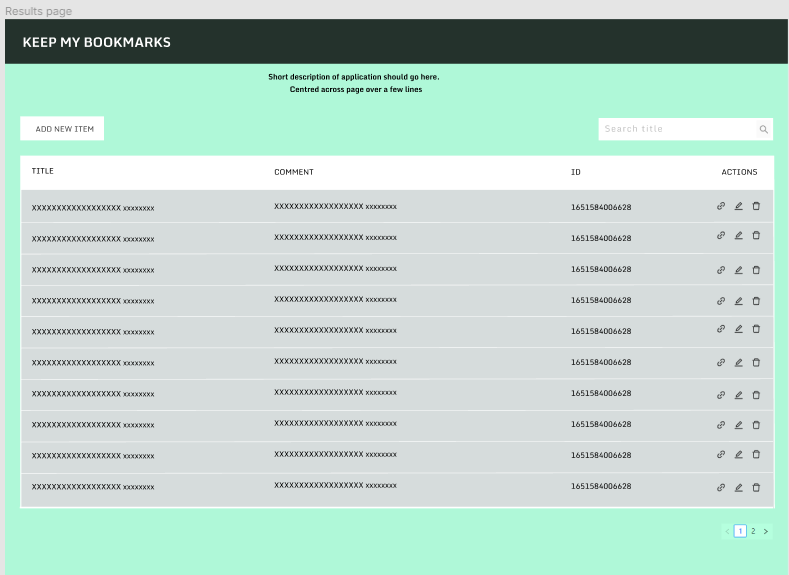 Results page
KEEP MY BOOKMARKS
Short description of application should go here.
Centred across page over a few lines
ADD NEW ITEM
Search title
TITLE COMMENT ID ACTIONS
XXXXXXXXXXXXXXXXXX xxxxxxxx XXXXXXXXXXXXXXXXXX xxxxxxxx 1651584006628
XXXXXXXXXXXXXXXXXX xxxxxxxx XXXXXXXXXXXXXXXXXX xxxxxxxx 1651584006628
XXXXXXXXXXXXXXXXXX xxxxxxxx XXXXXXXXXXXXXXXXXX xxxxxxxx 1651584006628
XXXXXXXXXXXXXXXXXX xxxxxxxx XXXXXXXXXXXXXXXXXX xxxxxxxx 1651584006628
XXXXXXXXXXXXXXXXXX xxxxxxxx XXXXXXXXXXXXXXXXXX xxxxxxxx 1651584006628
XXXXXXXXXXXXXXXXXX xxxxxxxx XXXXXXXXXXXXXXXXXX xxxxxxxx 1651584006628
XXXXXXXXXXXXXXXXXX xxxxxxxx XXXXXXXXXXXXXXXXXX xxxxxxxx 1651584006628
XXXXXXXXXXXXXXXXXX xxxxxxxx XXXXXXXXXXXXXXXXXX xxxxxxxx 1651584006628
XXXXXXXXXXXXXXXXXX xxxxxxxx XXXXXXXXXXXXXXXXXX xxxxxxxx 1651584006628
XXXXXXXXXXXXXXXXXX xxxxxxxx XXXXXXXXXXXXXXXXXX xxxxxxxx 1651584006628
< 1 2 >